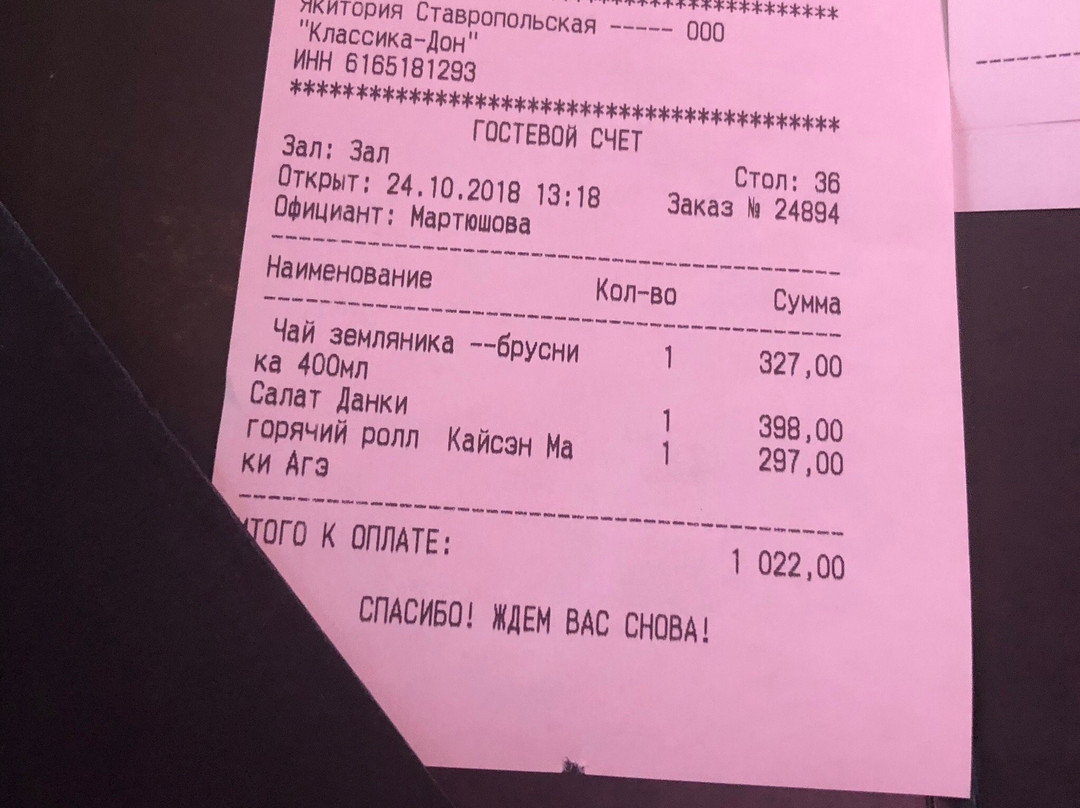 ****************************************
Якитория Ставропольская ----- ООО
"Классика-Дон"
ИНН 6165181293
******************************************
ГОСТЕВОЙ СЧЕТ
Зал: Зал Стол: 36
Открыт: 24.10.2018 13:18 Заказ № 24894
Официант: Мартюшова
------------------------------------------
Наименование Кол-во Сумма
------------------------------------------
Чай земляника --брусни 1 327,00
ка 400мл
Салат Данки 1 398,00
горячий ролл Кайсэн Ма 1 297,00
ки Агэ
------------------------------------------
ИТОГО К ОПЛАТЕ: 1 022,00
СПАСИБО! ЖДЕМ ВАС СНОВА!